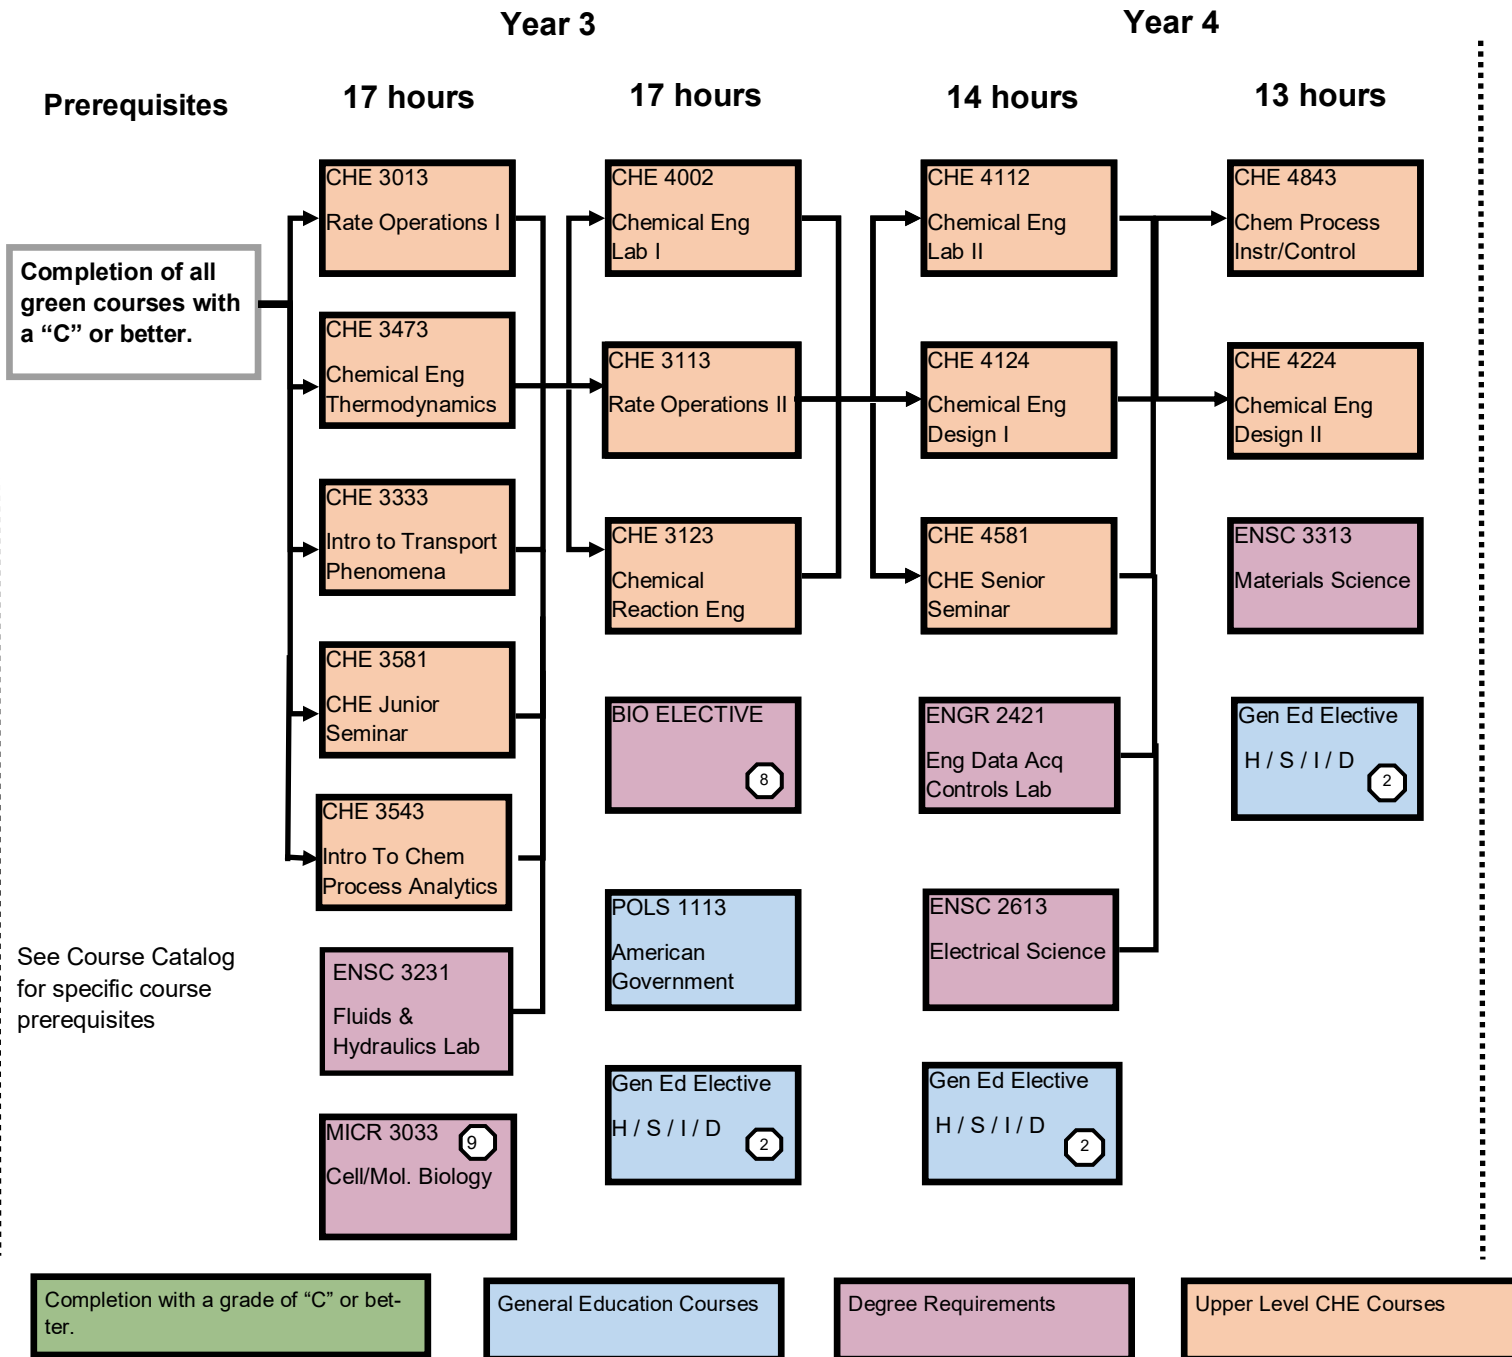 Year 3
Year 4
Prerequisites
17 hours
17 hours
14 hours
13 hours
Completion of all
green courses with
a “C” or better.
See Course Catalog
for specific course
prerequisites
CHE 3013
Rate Operations I
CHE 3473
Chemical Eng
Thermodynamics
CHE 3333
Intro to Transport
Phenomena
CHE 3581
CHE Junior
Seminar
CHE 3543
Intro To Chem
Process Analytics
ENSC 3231
Fluids &
Hydraulics Lab
MICR 3033
9
Cell/Mol. Biology
CHE 4002
Chemical Eng
Lab I
CHE 3113
Rate Operations II
CHE 3123
Chemical
Reaction Eng
BIO ELECTIVE
8
POLS 1113
American
Government
Gen Ed Elective
H / S / I / D
2
CHE 4112
Chemical Eng
Lab II
CHE 4124
Chemical Eng
Design I
CHE 4581
CHE Senior
Seminar
ENGR 2421
Eng Data Acq
Controls Lab
ENSC 2613
Electrical Science
Gen Ed Elective
H / S / I / D
2
CHE 4843
Chem Process
Instr/Control
CHE 4224
Chemical Eng
Design II
ENSC 3313
Materials Science
Gen Ed Elective
H / S / I / D
2
Completion with a grade of “C” or bet-
ter.
General Education Courses
Degree Requirements
Upper Level CHE Courses